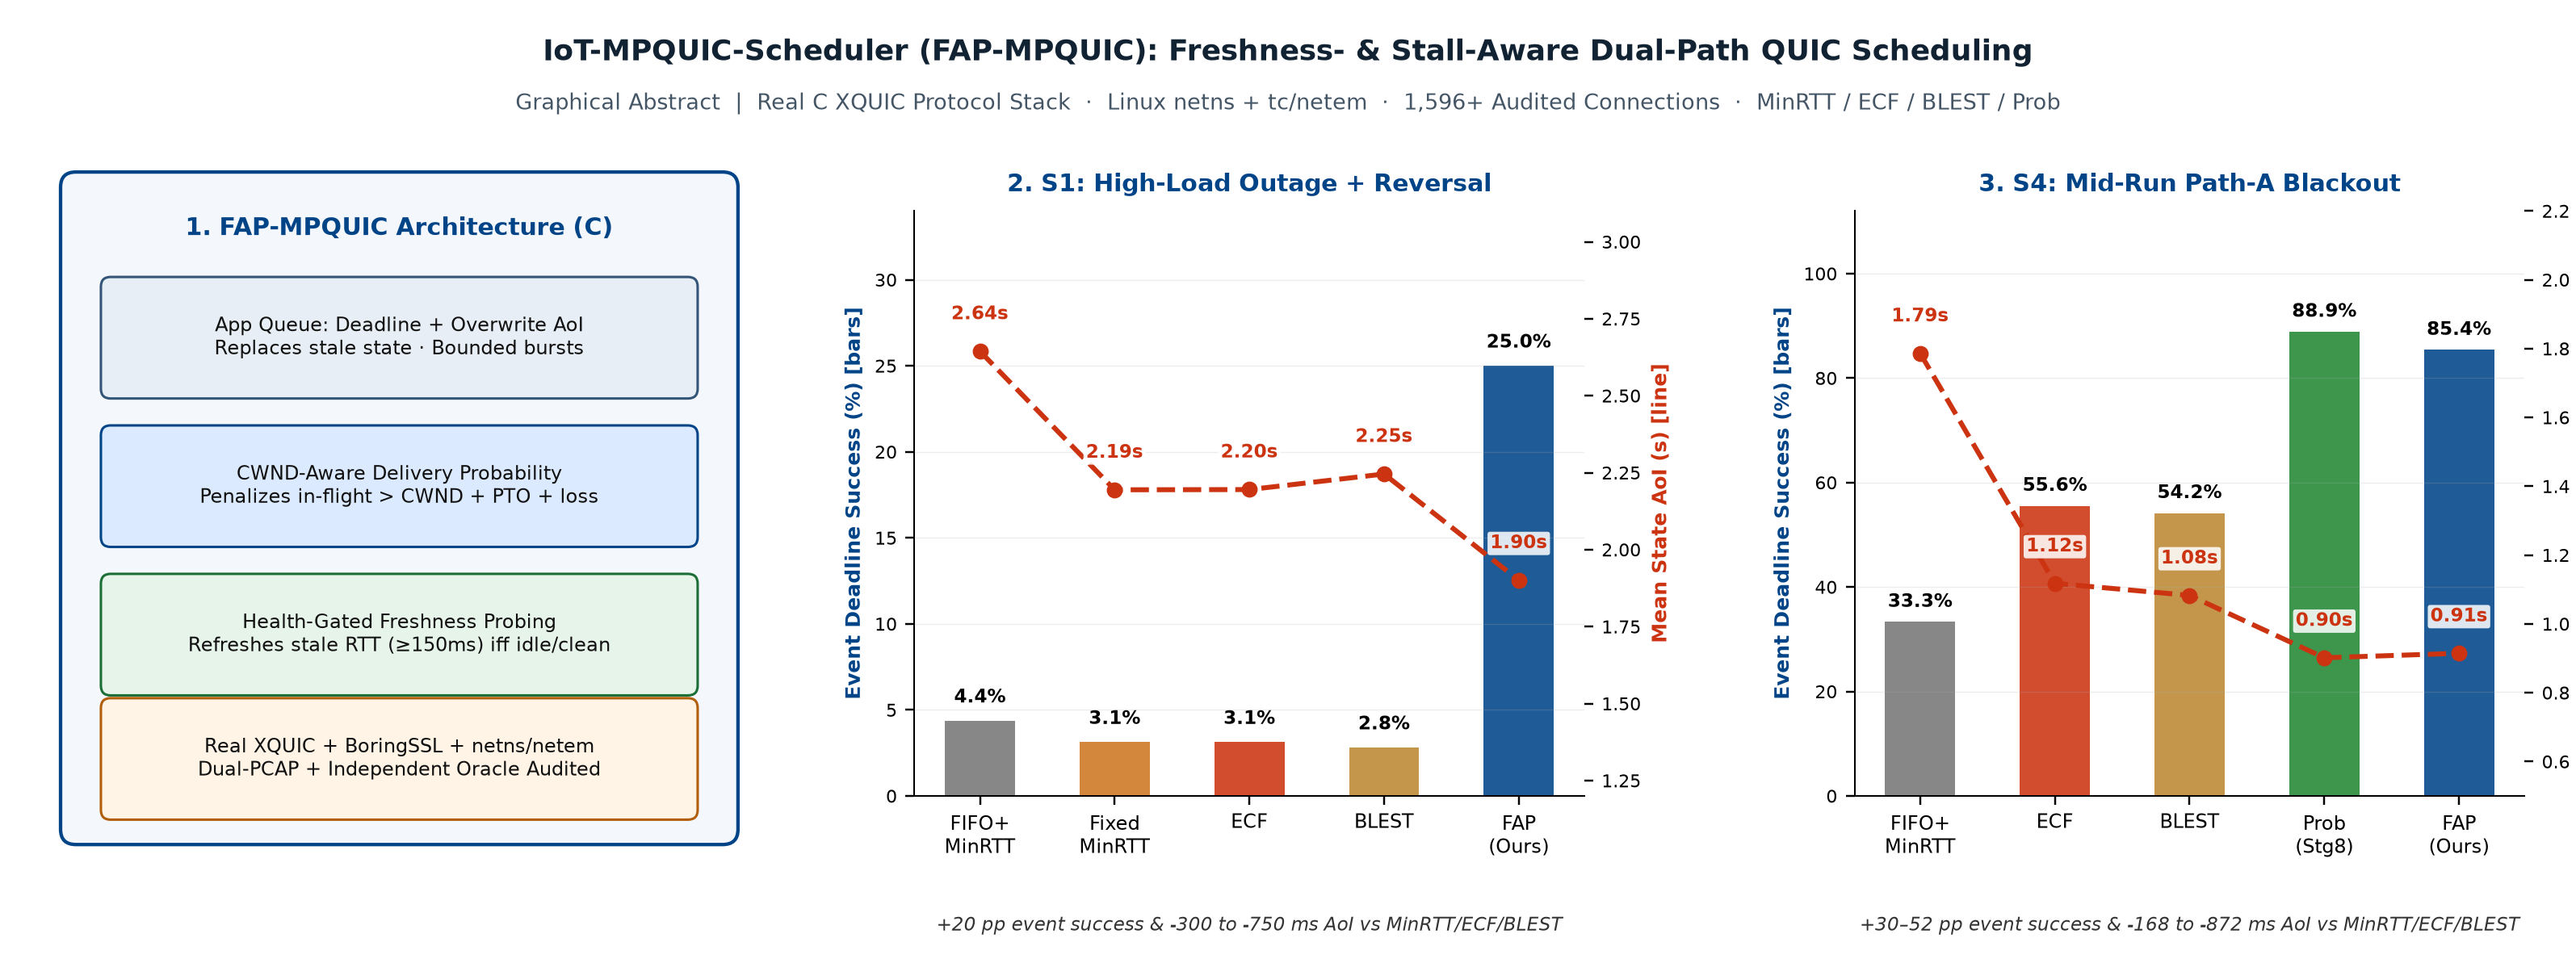 IoT-MPQUIC-Scheduler (FAP-MPQUIC): Freshness- & Stall-Aware Dual-Path QUIC Scheduling
Graphical Abstract | Real C XQUIC Protocol Stack · Linux netns + tc/netem · 1,596+ Audited Connections · MinRTT / ECF / BLEST / Prob
1. FAP-MPQUIC Architecture (C)
App Queue: Deadline + Overwrite AoI
Replaces stale state · Bounded bursts
CWND-Aware Delivery Probability
Penalizes in-flight > CWND + PTO + loss
Health-Gated Freshness Probing
Refreshes stale RTT (≥150ms) iff idle/clean
Real XQUIC + BoringSSL + netns/netem
Dual-PCAP + Independent Oracle Audited
2. S1: High-Load Outage + Reversal
Event Deadline Success (%) [bars]
30
25
20
15
10
5
0
2.64s
2.19s
2.20s
2.25s
1.90s
4.4%
3.1%
3.1%
2.8%
25.0%
3.00
2.75
2.50
2.25
2.00
1.75
1.50
1.25
Mean State AoI (s) [line]
FIFO+
MinRTT
Fixed
MinRTT
ECF
BLEST
FAP
(Ours)
+20 pp event success & -300 to -750 ms AoI vs MinRTT/ECF/BLEST
3. S4: Mid-Run Path-A Blackout
Event Deadline Success (%) [bars]
100
80
60
40
20
0
1.79s
1.12s
1.08s
0.90s
0.91s
33.3%
55.6%
54.2%
88.9%
85.4%
2.2
2.0
1.8
1.6
1.4
1.2
1.0
0.8
0.6
FIFO+
MinRTT
ECF
BLEST
Prob
(Stg8)
FAP
(Ours)
+30–52 pp event success & -168 to -872 ms AoI vs MinRTT/ECF/BLEST